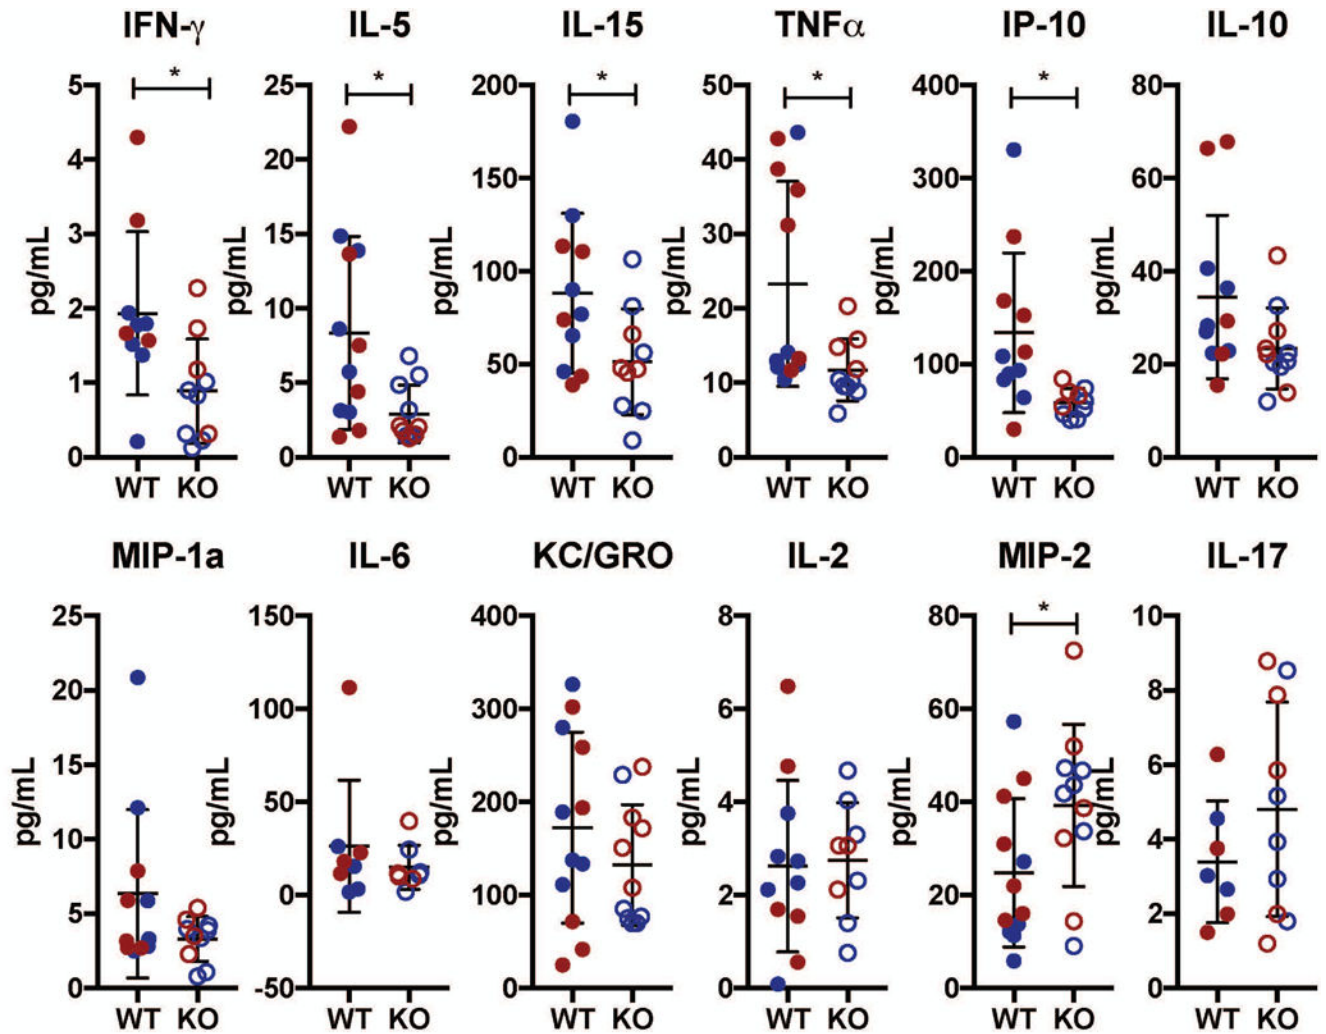 IFN-γ IL-5 IL-15 TNFα IP-10 IL-10
* * * * *
5 25 200 50 400 80
4 20 150 40 300 60
3 15 100 30 200 40
2 10 50 20 100 20
1 5 0 10 0 0
0 0 0
pg/mL pg/mL pg/mL pg/mL pg/mL pg/mL
WT KO WT KO WT KO WT KO WT KO WT KO
MIP-1a IL-6 KC/GRO IL-2 MIP-2 IL-17
*
25 150 400 8 80 10
20 100 300 6 60 8
15 50 200 4 40 6
10 0 100 2 20 4
5 -50 0 0 0 2
0 0
pg/mL pg/mL pg/mL pg/mL pg/mL pg/mL
WT KO WT KO WT KO WT KO WT KO WT KO